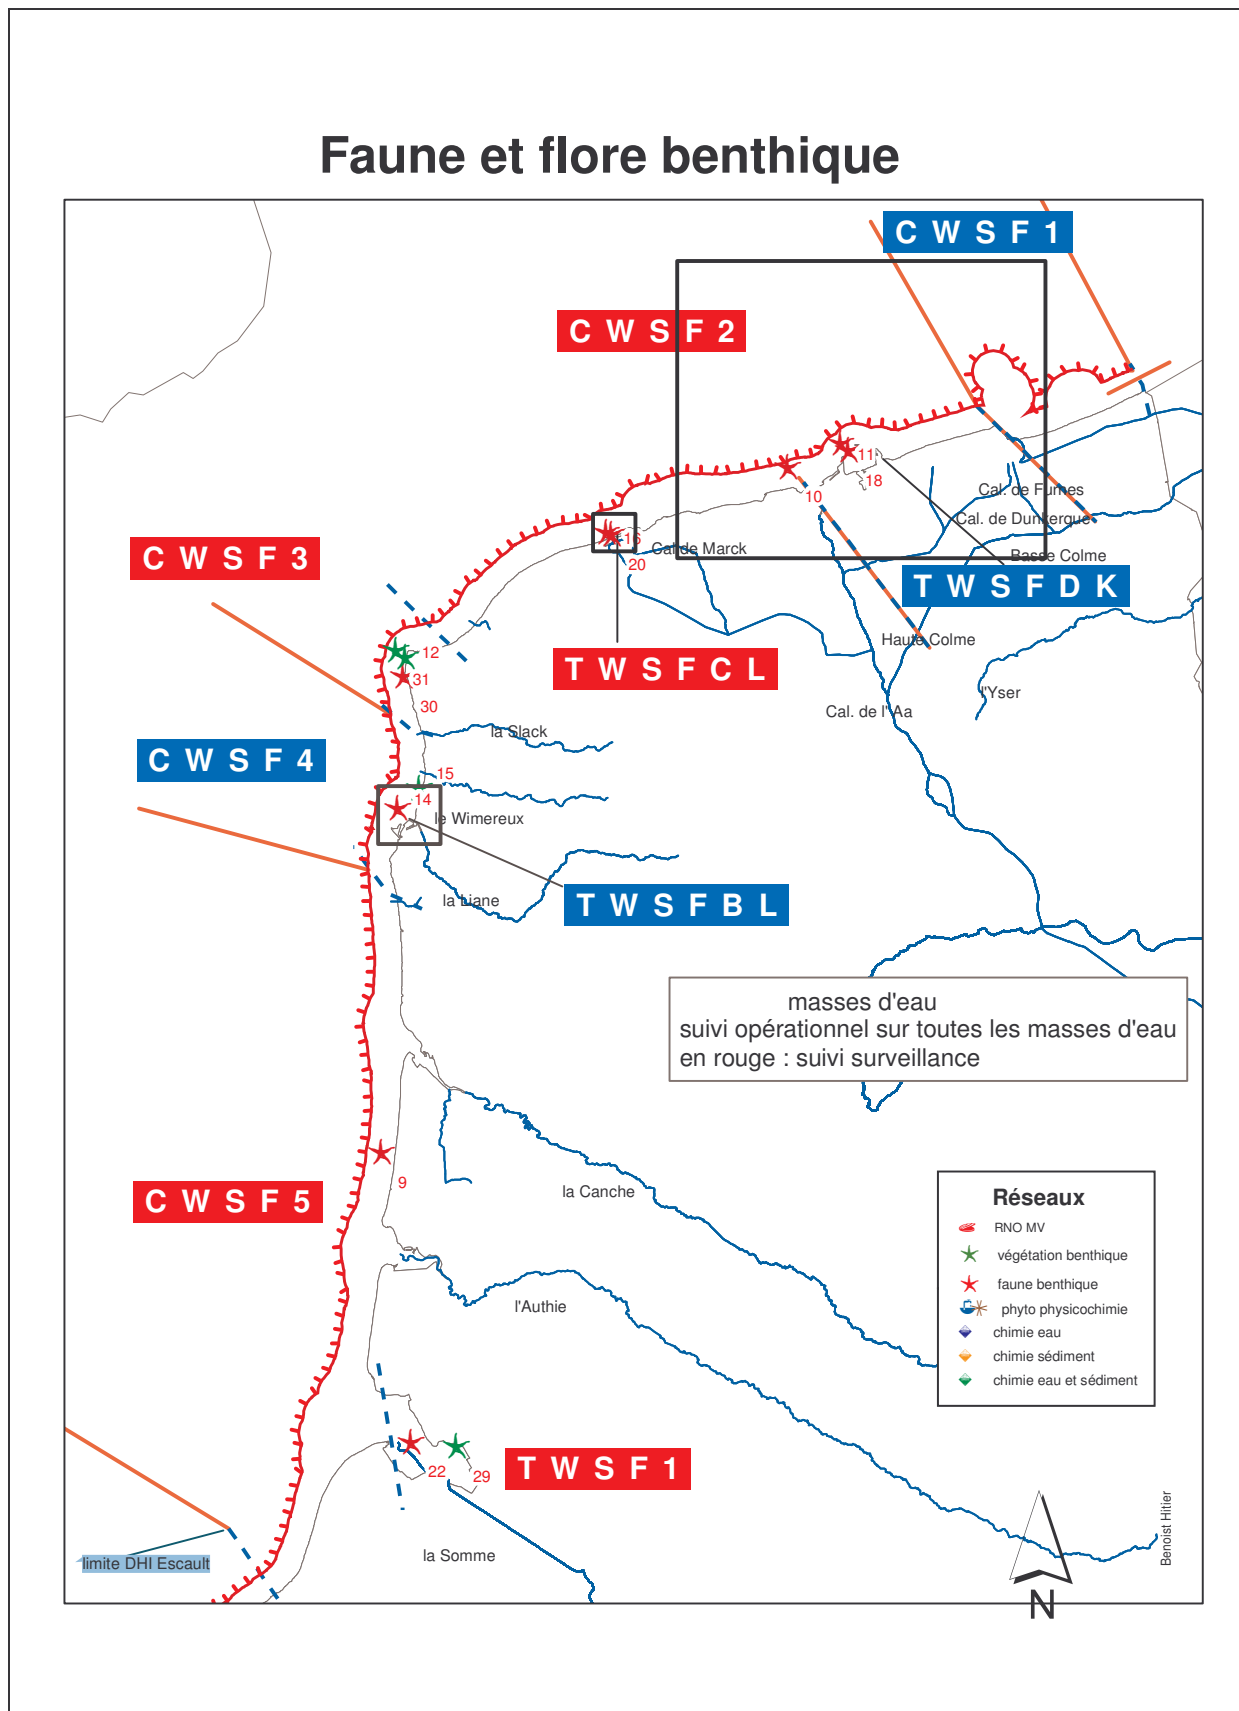 Faune et flore benthique
C W S F 1
C W S F 2
11
18
10
Cal. de Furnes
Cal. de Dunkerque
16
Cal de Marck
Basse Colme
20
C W S F 3
T W S F D K
12
Haute Colme
31
T W S F C L
l'Yser
30
Cal. de l' Aa
la Slack
C W S F 4
15
14
le Wimereux
la Liane
T W S F B L
masses d'eau
suivi opérationnel sur toutes les masses d'eau
en rouge : suivi surveillance
9
la Canche
C W S F 5
Réseaux
RNO MV
végétation benthique
faune benthique
phyto physicochimie
chimie eau
chimie sédiment
chimie eau et sédiment
l'Authie
22
29
T W S F 1
la Somme
limite DHI Escault
Benoist Hitier
N